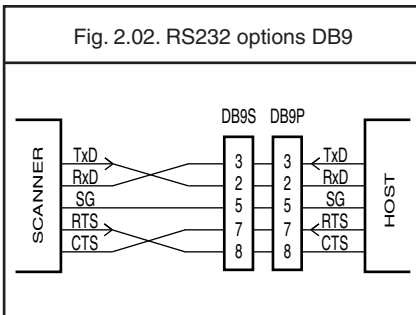 Fig. 2.02. RS232 options DB9
DB9S DB9P
SCANNER
TxD 3 3 TxD
RxD 2 2 RxD
SG 5 5 SG
RTS 7 7 RTS
CTS 8 8 CTS
HOST